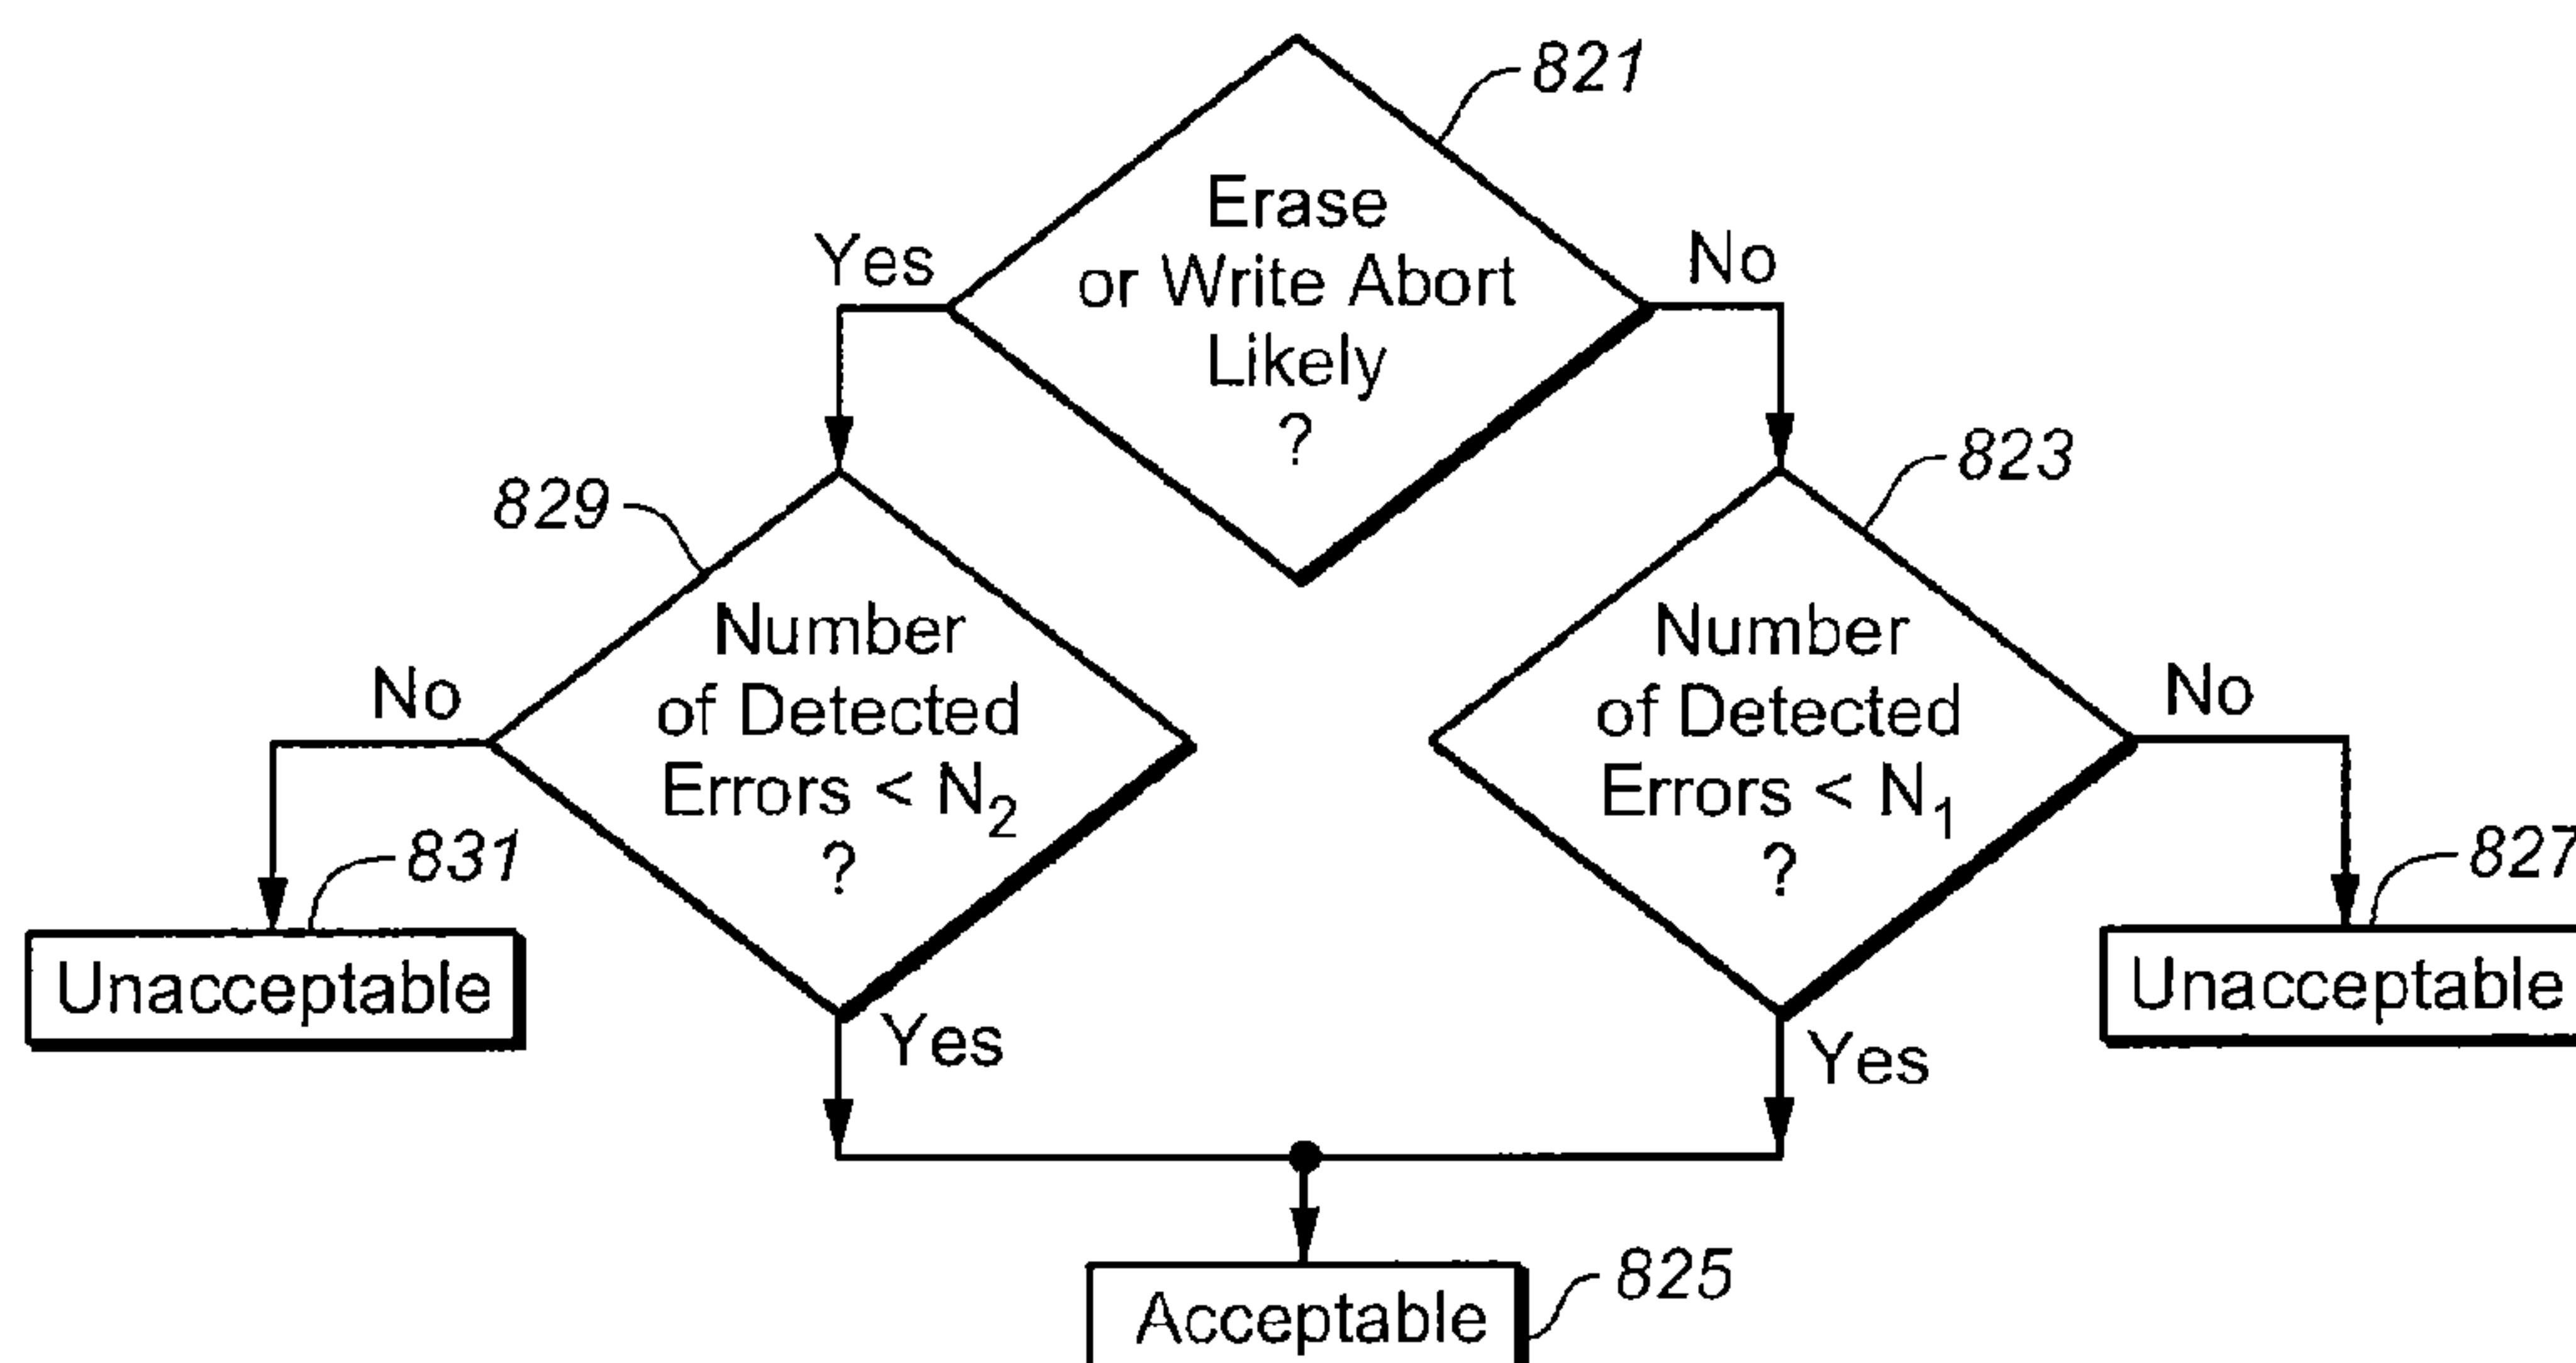 821
Erase
or Write Abort
Likely
?
Yes
No
829
823
Number
of Detected
Errors < N2
?
Number
of Detected
Errors < N1
?
No
No
831
827
Unacceptable
Unacceptable
Yes
Yes
825
Acceptable